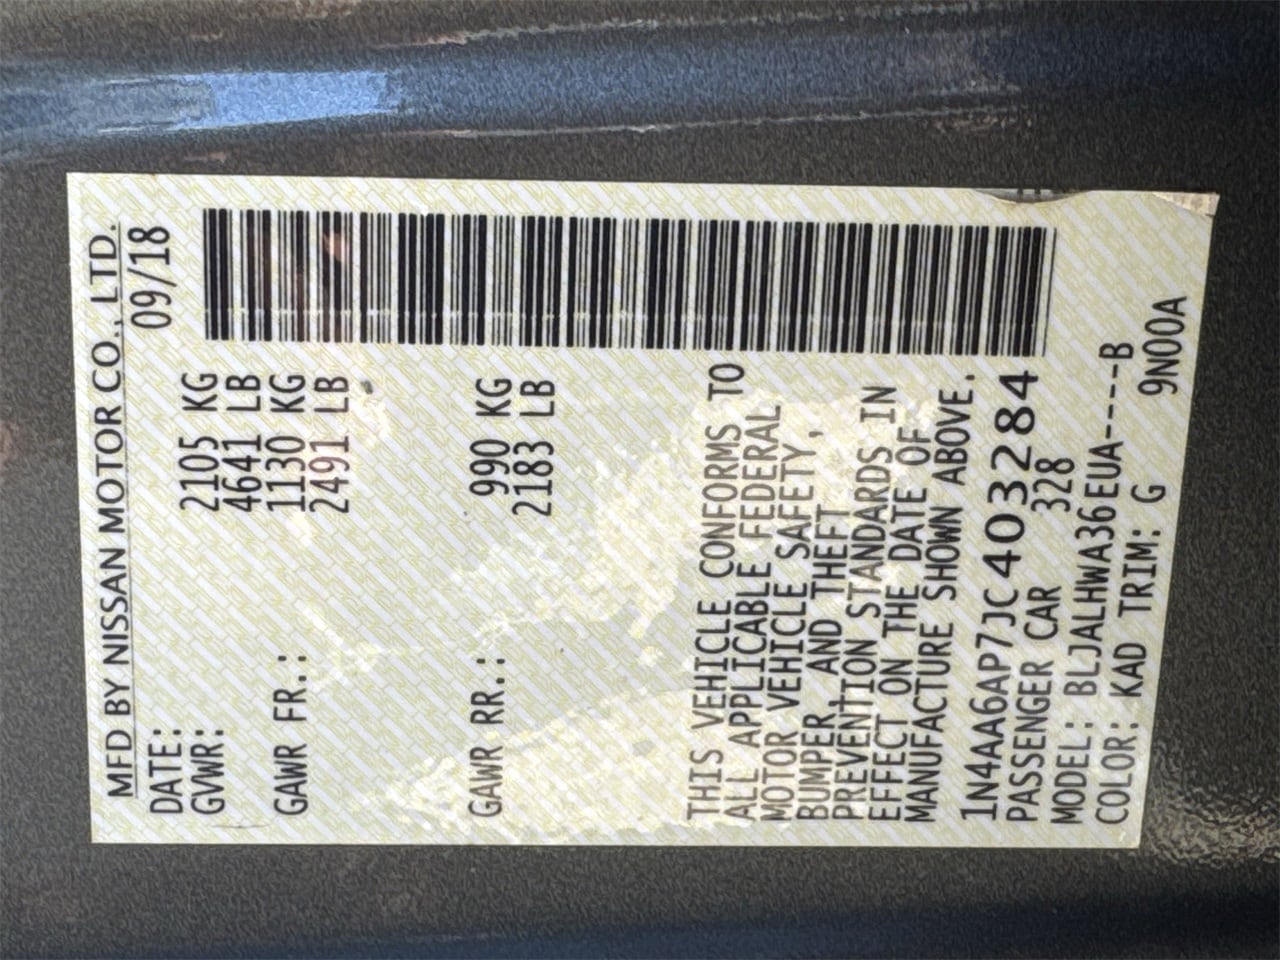 MFD BY NISSAN MOTOR CO., LTD.
DATE: 09/18
GVWR: 2105 KG
4641 LB
GAWR FR.: 1130 KG
2491 LB
GAWR RR.: 990 KG
2183 LB
THIS VEHICLE CONFORMS TO
ALL APPLICABLE FEDERAL
MOTOR VEHICLE SAFETY,
BUMPER, AND THEFT
PREVENTION STANDARDS IN
EFFECT ON THE DATE OF
MANUFACTURE SHOWN ABOVE.
1N4AA6AP7JC403284
PASSENGER CAR 328
MODEL: BLJALHWA36EUA----B
COLOR: KAD TRIM: G 9N00A